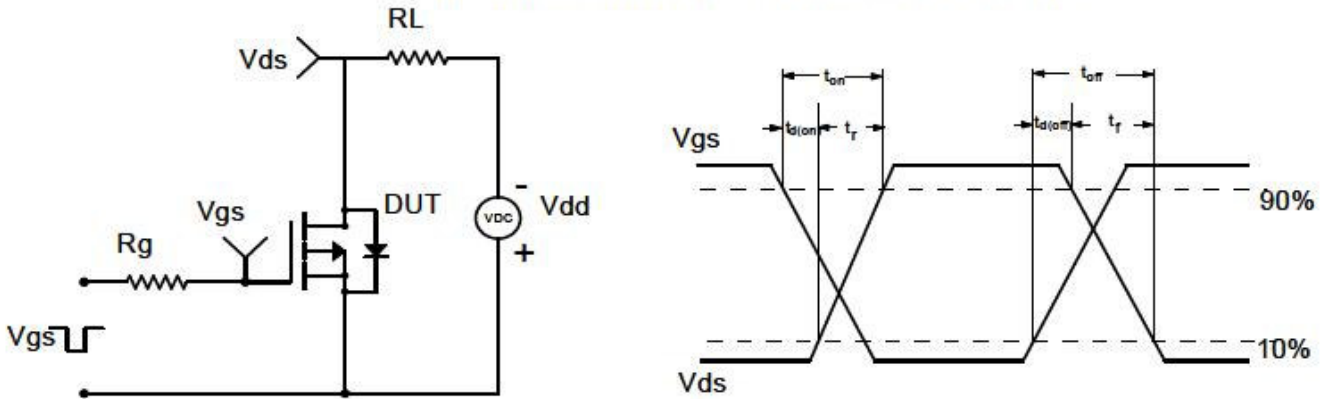 RL
Vds
-
Vdd
VDC
+
DUT
Vgs
Rg
Vgs
ton
toff
td(on)
tr
td(off)
tf
Vgs
90%
10%
Vds